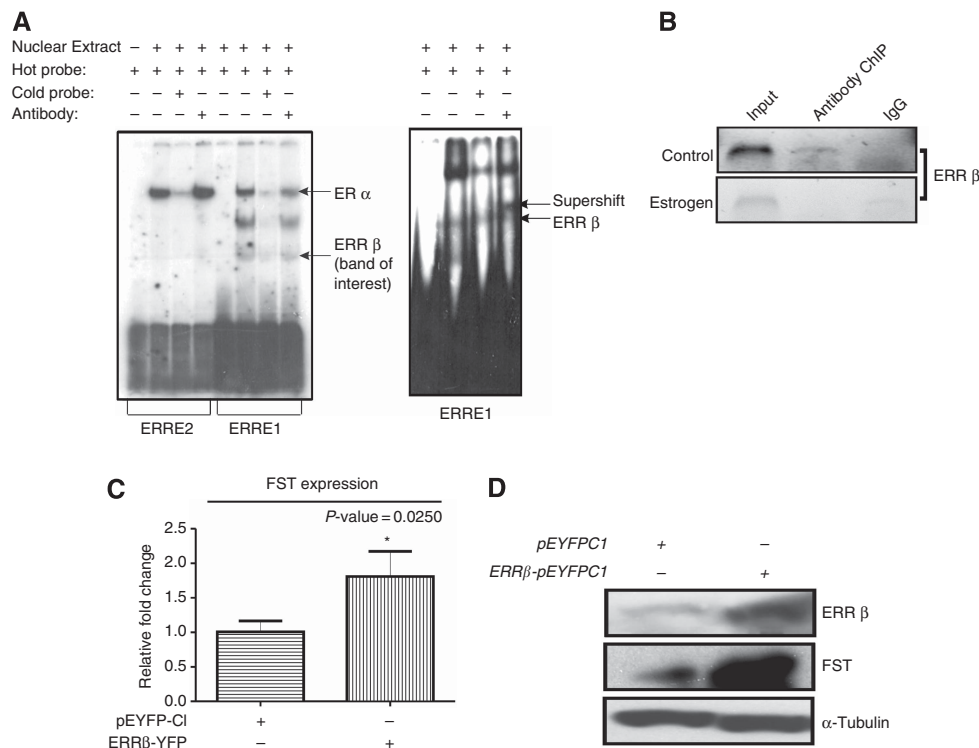 A
Nuclear Extract − + + + + + + +
Hot probe: + + + + + + + +
Cold probe: − − + − − − + −
Antibody: − − − + − − − +
ER α
ERR β
(band of
interest)
ERRE2 ERRE1
+ + + +
+ + + +
− − + −
− − − +
Supershift
ERR β
ERRE1
B
Input
Antibody ChIP
IgG
Control
Estrogen
ERR β
C
FST expression
P-value = 0.0250
*
Relative fold change
2.5
2.0
1.5
1.0
0.5
0.0
pEYFP-Cl + −
ERRβ-YFP − +
D
pEYFPC1 + −
ERRβ-pEYFPC1 − +
ERR β
FST
α-Tubulin